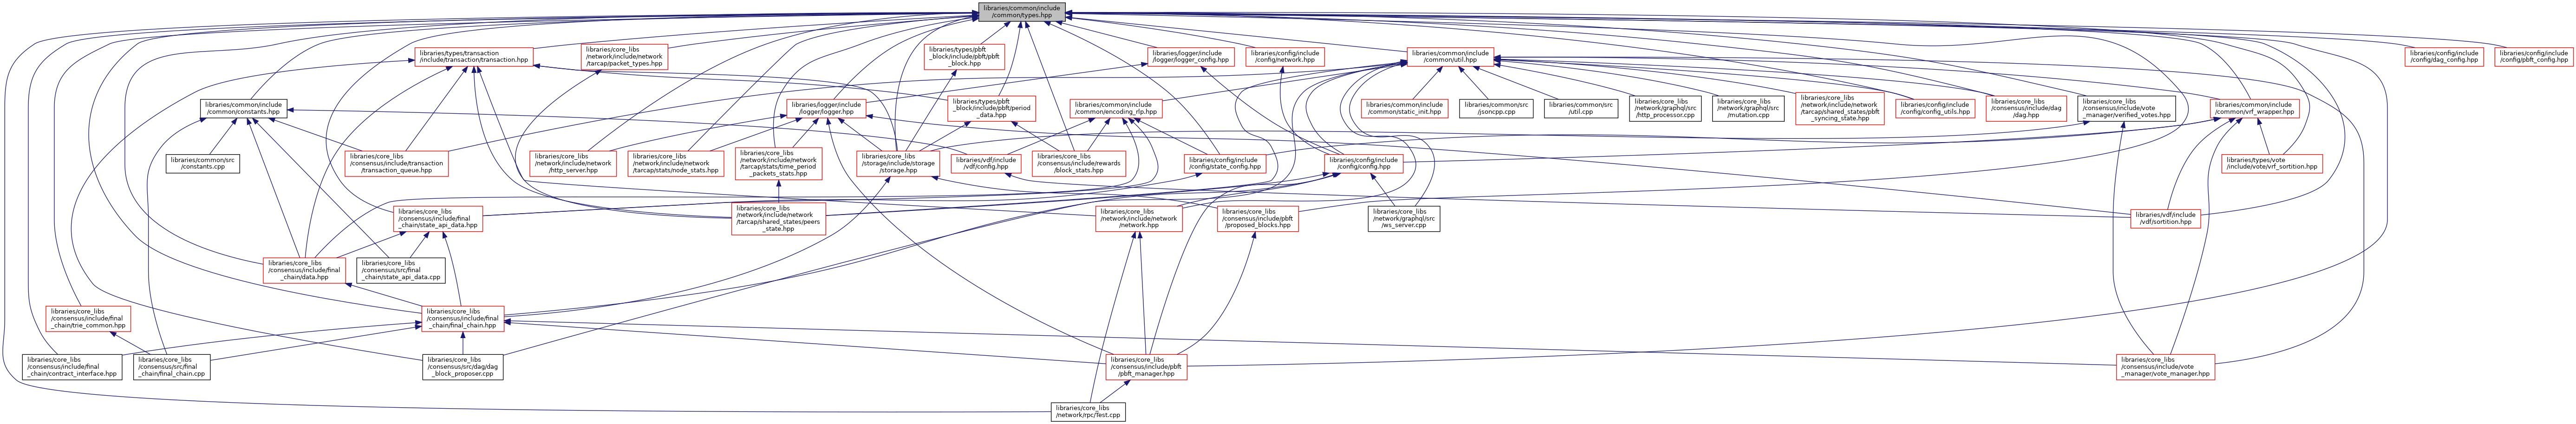 libraries/common/include
/common/types.hpp
libraries/types/transaction
/include/transaction/transaction.hpp
libraries/core_libs
/network/include/network
/tarcap/packet_types.hpp
libraries/types/pbft
_block/include/pbft/pbft
_block.hpp
libraries/logger/include
/logger/logger_config.hpp
libraries/config/include
/config/network.hpp
libraries/common/include
/common/util.hpp
libraries/config/include
/config/dag_config.hpp
libraries/config/include
/config/pbft_config.hpp
libraries/common/include
/common/constants.hpp
libraries/logger/include
/logger/logger.hpp
libraries/types/pbft
_block/include/pbft/period
_data.hpp
libraries/common/include
/common/encoding_rlp.hpp
libraries/common/include
/common/static_init.hpp
libraries/common/src
/jsoncpp.cpp
libraries/common/src
/util.cpp
libraries/core_libs
/network/graphql/src
/http_processor.cpp
libraries/core_libs
/network/graphql/src
/mutation.cpp
libraries/core_libs
/network/include/network
/tarcap/shared_states/pbft
_syncing_state.hpp
libraries/config/include
/config/config_utils.hpp
libraries/core_libs
/consensus/include/dag
/dag.hpp
libraries/core_libs
/consensus/include/vote
_manager/verified_votes.hpp
libraries/common/include
/common/vrf_wrapper.hpp
libraries/common/src
/constants.cpp
libraries/core_libs
/consensus/include/transaction
/transaction_queue.hpp
libraries/core_libs
/network/include/network
/http_server.hpp
libraries/core_libs
/network/include/network
/tarcap/stats/node_stats.hpp
libraries/core_libs
/network/include/network
/tarcap/stats/time_period
_packets_stats.hpp
libraries/core_libs
/storage/include/storage
/storage.hpp
libraries/vdf/include
/vdf/config.hpp
libraries/core_libs
/consensus/include/rewards
/block_stats.hpp
libraries/config/include
/config/state_config.hpp
libraries/config/include
/config/config.hpp
libraries/types/vote
/include/vote/vrf_sortition.hpp
libraries/core_libs
/consensus/include/final
_chain/state_api_data.hpp
libraries/core_libs
/network/include/network
/tarcap/shared_states/peers
_state.hpp
libraries/core_libs
/network/include/network
/network.hpp
libraries/core_libs
/consensus/include/pbft
/proposed_blocks.hpp
libraries/core_libs
/network/graphql/src
/ws_server.cpp
libraries/vdf/include
/vdf/sortition.hpp
libraries/core_libs
/consensus/include/final
_chain/data.hpp
libraries/core_libs
/consensus/src/final
_chain/state_api_data.cpp
libraries/core_libs
/consensus/include/final
_chain/trie_common.hpp
libraries/core_libs
/consensus/include/final
_chain/final_chain.hpp
libraries/core_libs
/consensus/include/final
_chain/contract_interface.hpp
libraries/core_libs
/consensus/src/final
_chain/final_chain.cpp
libraries/core_libs
/consensus/src/dag/dag
_block_proposer.cpp
libraries/core_libs
/consensus/include/pbft
/pbft_manager.hpp
libraries/core_libs
/consensus/include/vote
_manager/vote_manager.hpp
libraries/core_libs
/network/rpc/Test.cpp